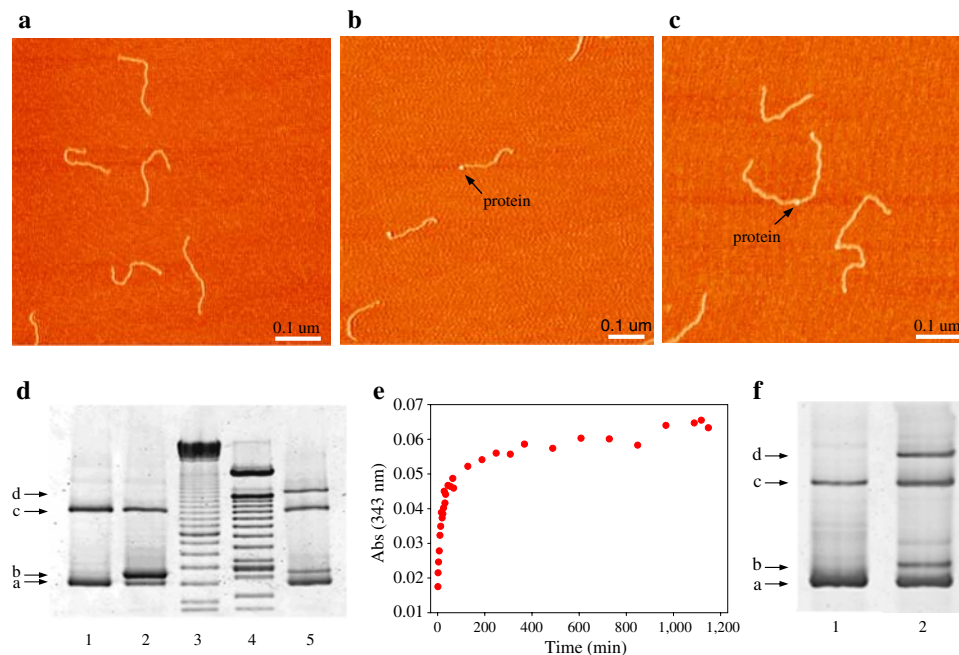 a
b
c
protein
protein
0.1 um
0.1 um
0.1 um
d
d
c
b
a
1 2 3 4 5
e
Abs (343 nm)
0.07
0.06
0.05
0.04
0.03
0.02
0.01
0 200 400 600 800 1,000 1,200
Time (min)
f
d
c
b
a
1 2